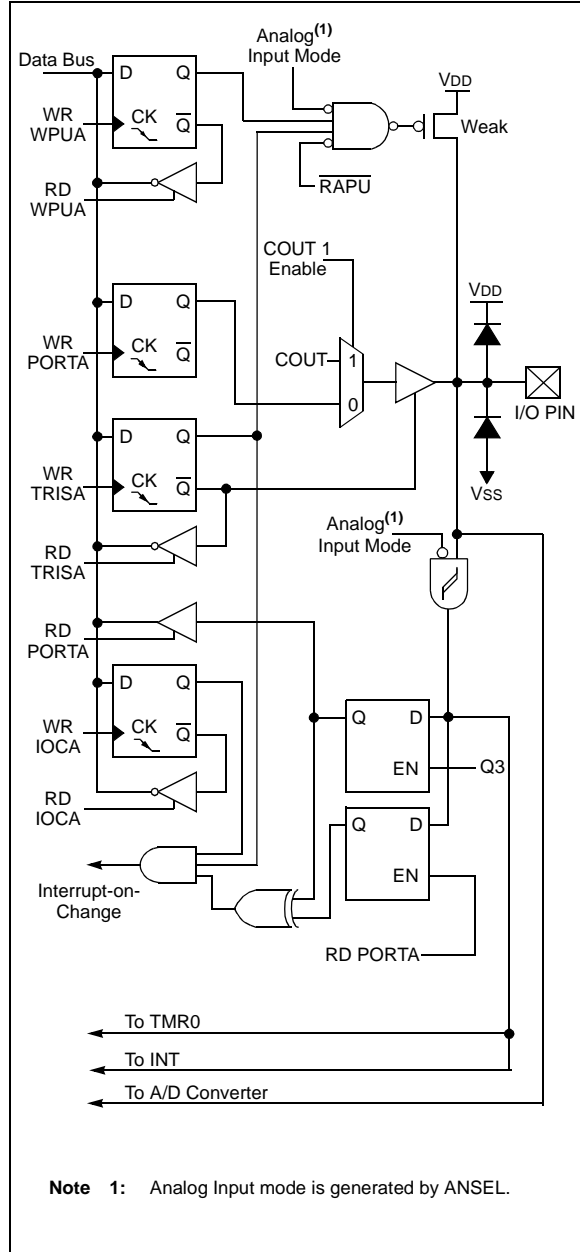 Analog(1)
Input Mode
Data Bus
D Q
VDD
WR
WPUA
CK Q
Weak
RD
WPUA
RAPU
COUT 1
Enable
D Q
VDD
WR
PORTA
CK Q
COUT
1
0
I/O PIN
D Q
WR
TRISA
CK Q
VSS
Analog(1)
Input Mode
RD
TRISA
RD
PORTA
D Q
Q D
WR
IOCA
CK Q
EN
Q3
RD
IOCA
Q D
EN
Interrupt-on-
Change
RD PORTA
To TMR0
To INT
To A/D Converter
Note 1: Analog Input mode is generated by ANSEL.